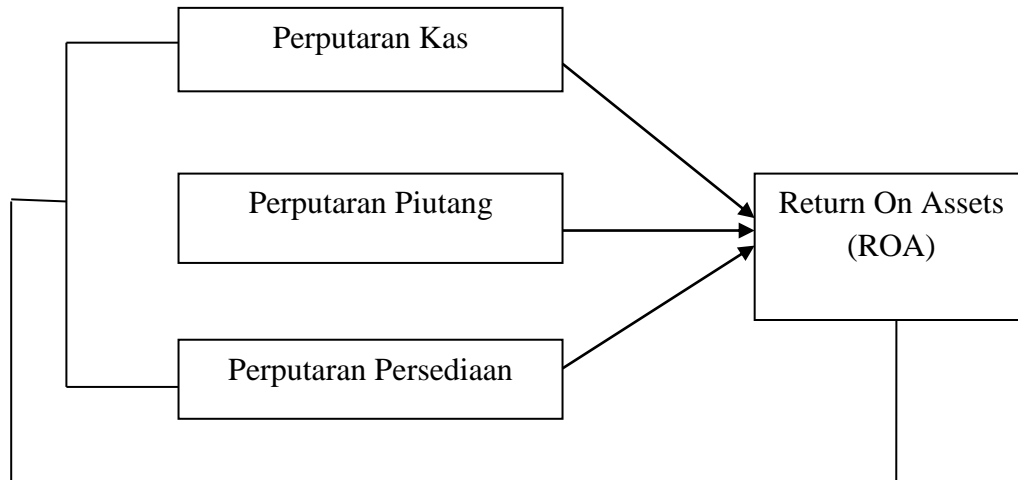 Perputaran Kas
Perputaran Piutang
Return On Assets
(ROA)
Perputaran Persediaan